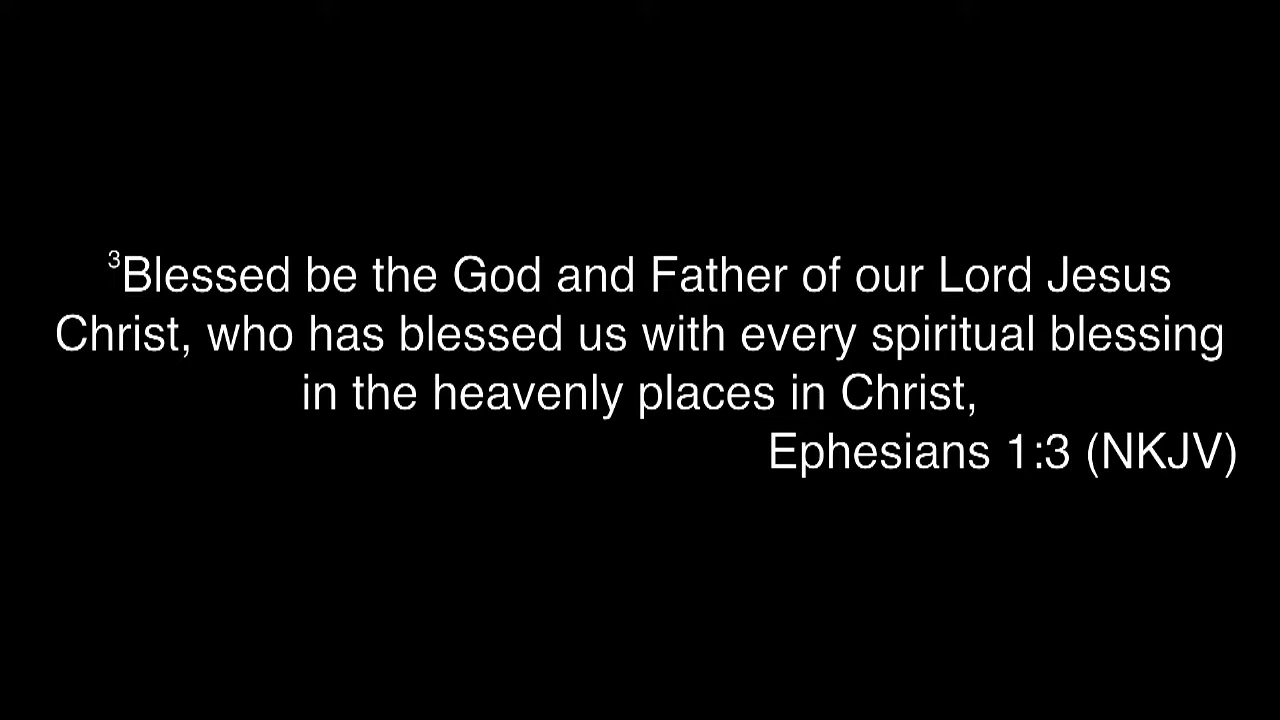 ³Blessed be the God and Father of our Lord Jesus
Christ, who has blessed us with every spiritual blessing
in the heavenly places in Christ,
Ephesians 1:3 (NKJV)